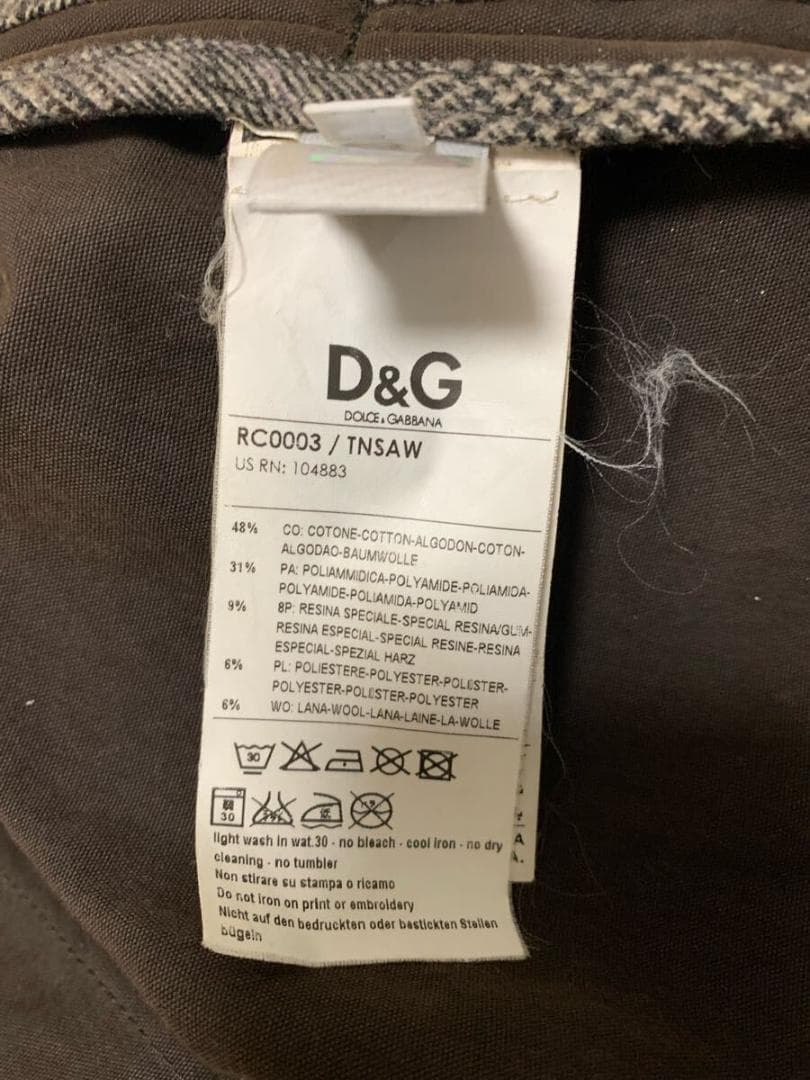 D&G
DOLCE & GABBANA
RC0003 / TNSAW
US RN: 104883
48% CO: COTONE-COTTON-ALGODON-COTON-
ALGODAO-BAUMWOLLE
31% PA: POLIAMMIDICA-POLYAMIDE-POLIAMIDA-
POLYAMIDE-POLIAMIDA-POLYAMID
9% 8P: RESINA SPECIALE-SPECIAL RESINA/GUM-
RESINA ESPECIAL-SPECIAL RESINE-RESINA
ESPECIAL-SPEZIAL HARZ
6% PL: POLIESTERE-POLYESTER-POLIESTER-
POLYESTER-POLIESTER-POLYESTER
6% WO: LANA-WOOL-LANA-LAINE-LA-WOLLE
30
30
light wash in wat.30 - no bleach - cool iron - no dry
cleaning - no tumbler
Non stirare su stampa o ricamo
Do not iron on print or embroidery
Nicht auf den bedruckten oder bestickten Stellen
bügeln
A
A.